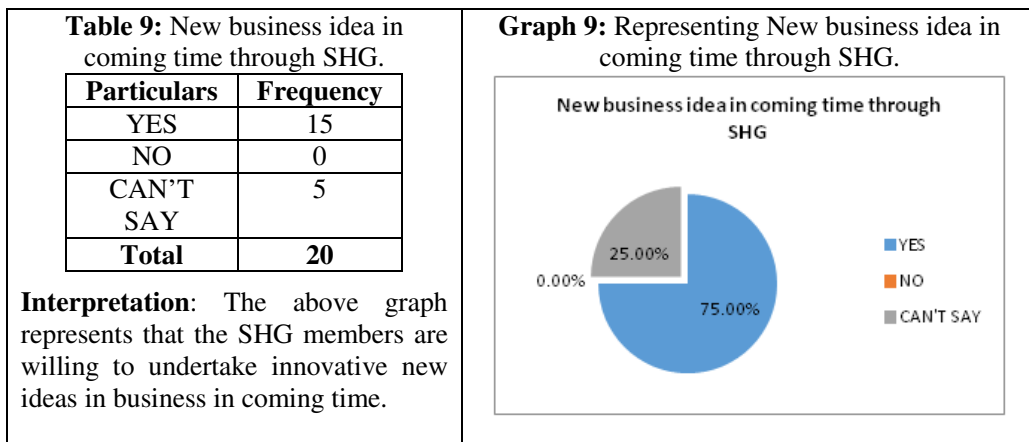 Table 9: New business idea in
coming time through SHG.
Particulars Frequency
YES 15
NO 0
CAN'T 5
SAY
Total 20
Interpretation: The above graph
represents that the SHG members are
willing to undertake innovative new
ideas in business in coming time.
Graph 9: Representing New business idea in
coming time through SHG.
New business idea in coming time through
SHG
25.00%
0.00%
75.00%
YES
NO
CAN'T SAY